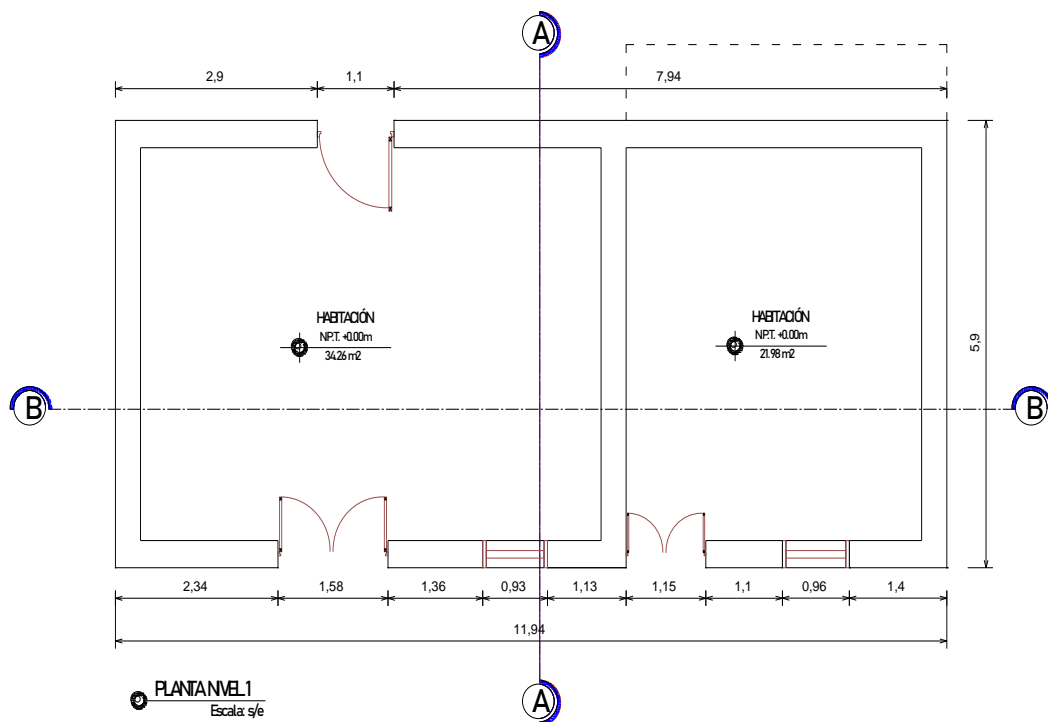 A
2,9
1,1
7,94
HABITACIÓN
N.P.T. +0.00m
34.26 m2
HABITACIÓN
N.P.T. +0.00m
21.98 m2
5,9
B
B
2,34
1,58
1,36
0,93
1,13
1,15
1,1
0,96
1,4
11,94
PLANTA NIVEL 1
Escala: s/e
A